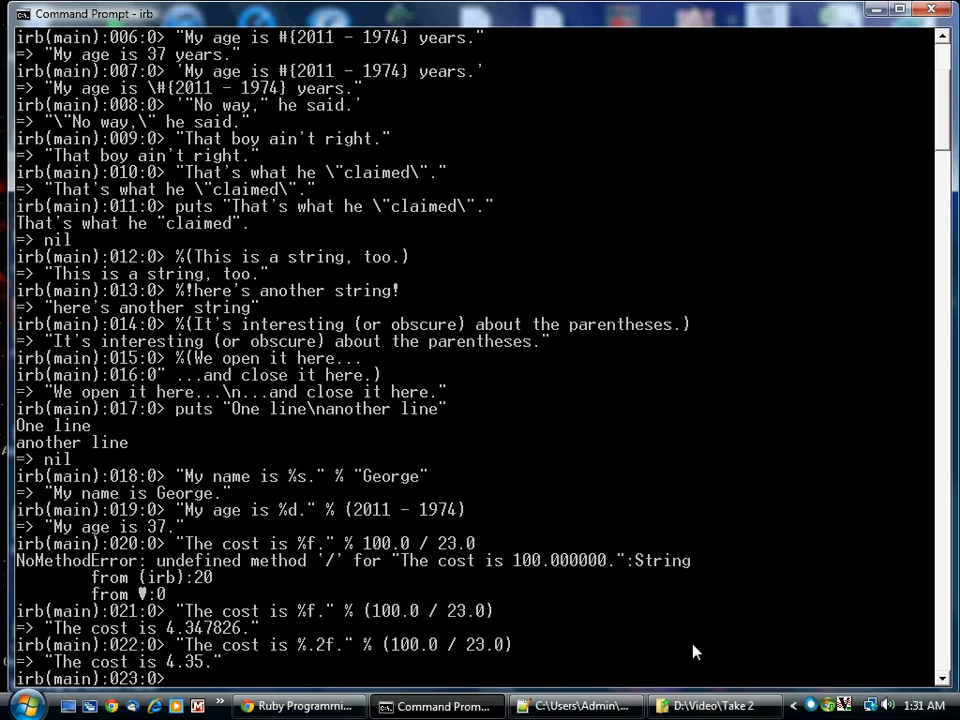 Command Prompt - irb
irb(main):006:0> "My age is #{2011 - 1974} years."
=> "My age is 37 years."
irb(main):007:0> 'My age is #{2011 - 1974} years.'
=> "My age is \#{2011 - 1974} years."
irb(main):008:0> '"No way," he said.'
=> "\"No way,\" he said."
irb(main):009:0> "That boy ain't right."
=> "That boy ain't right."
irb(main):010:0> "That's what he \"claimed\"."
=> "That's what he \"claimed\"."
irb(main):011:0> puts "That's what he \"claimed\"."
That's what he "claimed".
=> nil
irb(main):012:0> %(This is a string, too.)
=> "This is a string, too."
irb(main):013:0> %!here's another string!
=> "here's another string"
irb(main):014:0> %(It's interesting (or obscure) about the parentheses.)
=> "It's interesting (or obscure) about the parentheses."
irb(main):015:0> %(We open it here...
irb(main):016:0" ...and close it here.)
=> "We open it here...\n...and close it here."
irb(main):017:0> puts "One line\nanother line"
One line
another line
=> nil
irb(main):018:0> "My name is %s." % "George"
=> "My name is George."
irb(main):019:0> "My age is %d." % (2011 - 1974)
=> "My age is 37."
irb(main):020:0> "The cost is %f." % 100.0 / 23.0
NoMethodError: undefined method `/' for "The cost is 100.000000.":String
        from (irb):20
        from ♥:0
irb(main):021:0> "The cost is %f." % (100.0 / 23.0)
=> "The cost is 4.347826."
irb(main):022:0> "The cost is %.2f." % (100.0 / 23.0)
=> "The cost is 4.35."
irb(main):023:0>
Ruby Programmi... Command Prom... C:\Users\Admin\... D:\Video\Take 2 1:31 AM